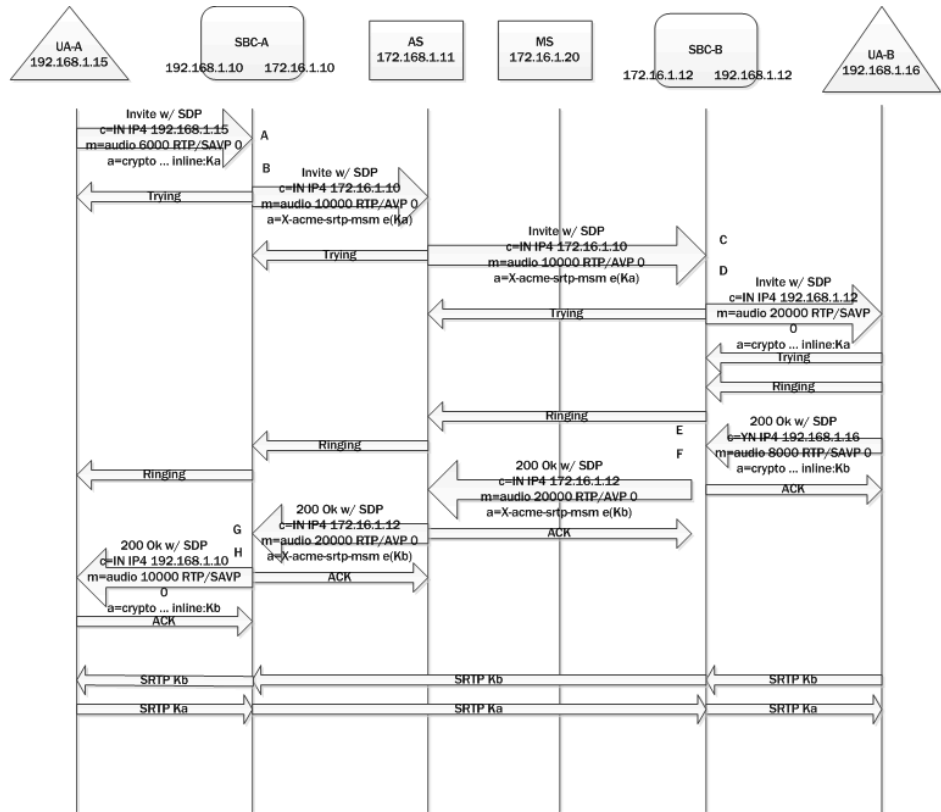 UA-A
192.168.1.15
SBC-A
192.168.1.10 172.16.1.10
AS
172.168.1.11
MS
172.16.1.20
SBC-B
172.16.1.12 192.168.1.12
UA-B
192.168.1.16
Invite w/ SDP
c=IN IP4 192.168.1.15
m=audio 6000 RTP/SAVP 0
a=crypto ... inline:Ka
A
B
Invite w/ SDP
c=IN IP4 172.16.1.10
m=audio 10000 RTP/AVP 0
a=X-acme-srtp-msm e(Ka)
Trying
Invite w/ SDP
c=IN IP4 172.16.1.10
m=audio 10000 RTP/AVP 0
a=X-acme-srtp-msm e(Ka)
Trying
C
D
Invite w/ SDP
c=IN IP4 192.168.1.12
m=audio 20000 RTP/SAVP
0
a=crypto ... inline:Ka
Trying
Trying
Ringing
Ringing
Ringing
Ringing
E
F
200 Ok w/ SDP
c=YN IP4 192.168.1.16
m=audio 8000 RTP/SAVP 0
a=crypto ... inline:Kb
ACK
200 Ok w/ SDP
c=IN IP4 172.16.1.12
m=audio 20000 RTP/AVP 0
a=X-acme-srtp-msm e(Kb)
ACK
200 Ok w/ SDP
c=IN IP4 172.16.1.12
m=audio 20000 RTP/AVP 0
a=X-acme-srtp-msm e(Kb)
ACK
G
H
200 Ok w/ SDP
c=IN IP4 192.168.1.10
m=audio 10000 RTP/SAVP
0
a=crypto ... inline:Kb
ACK
SRTP Kb
SRTP Kb
SRTP Kb
SRTP Ka
SRTP Ka
SRTP Ka